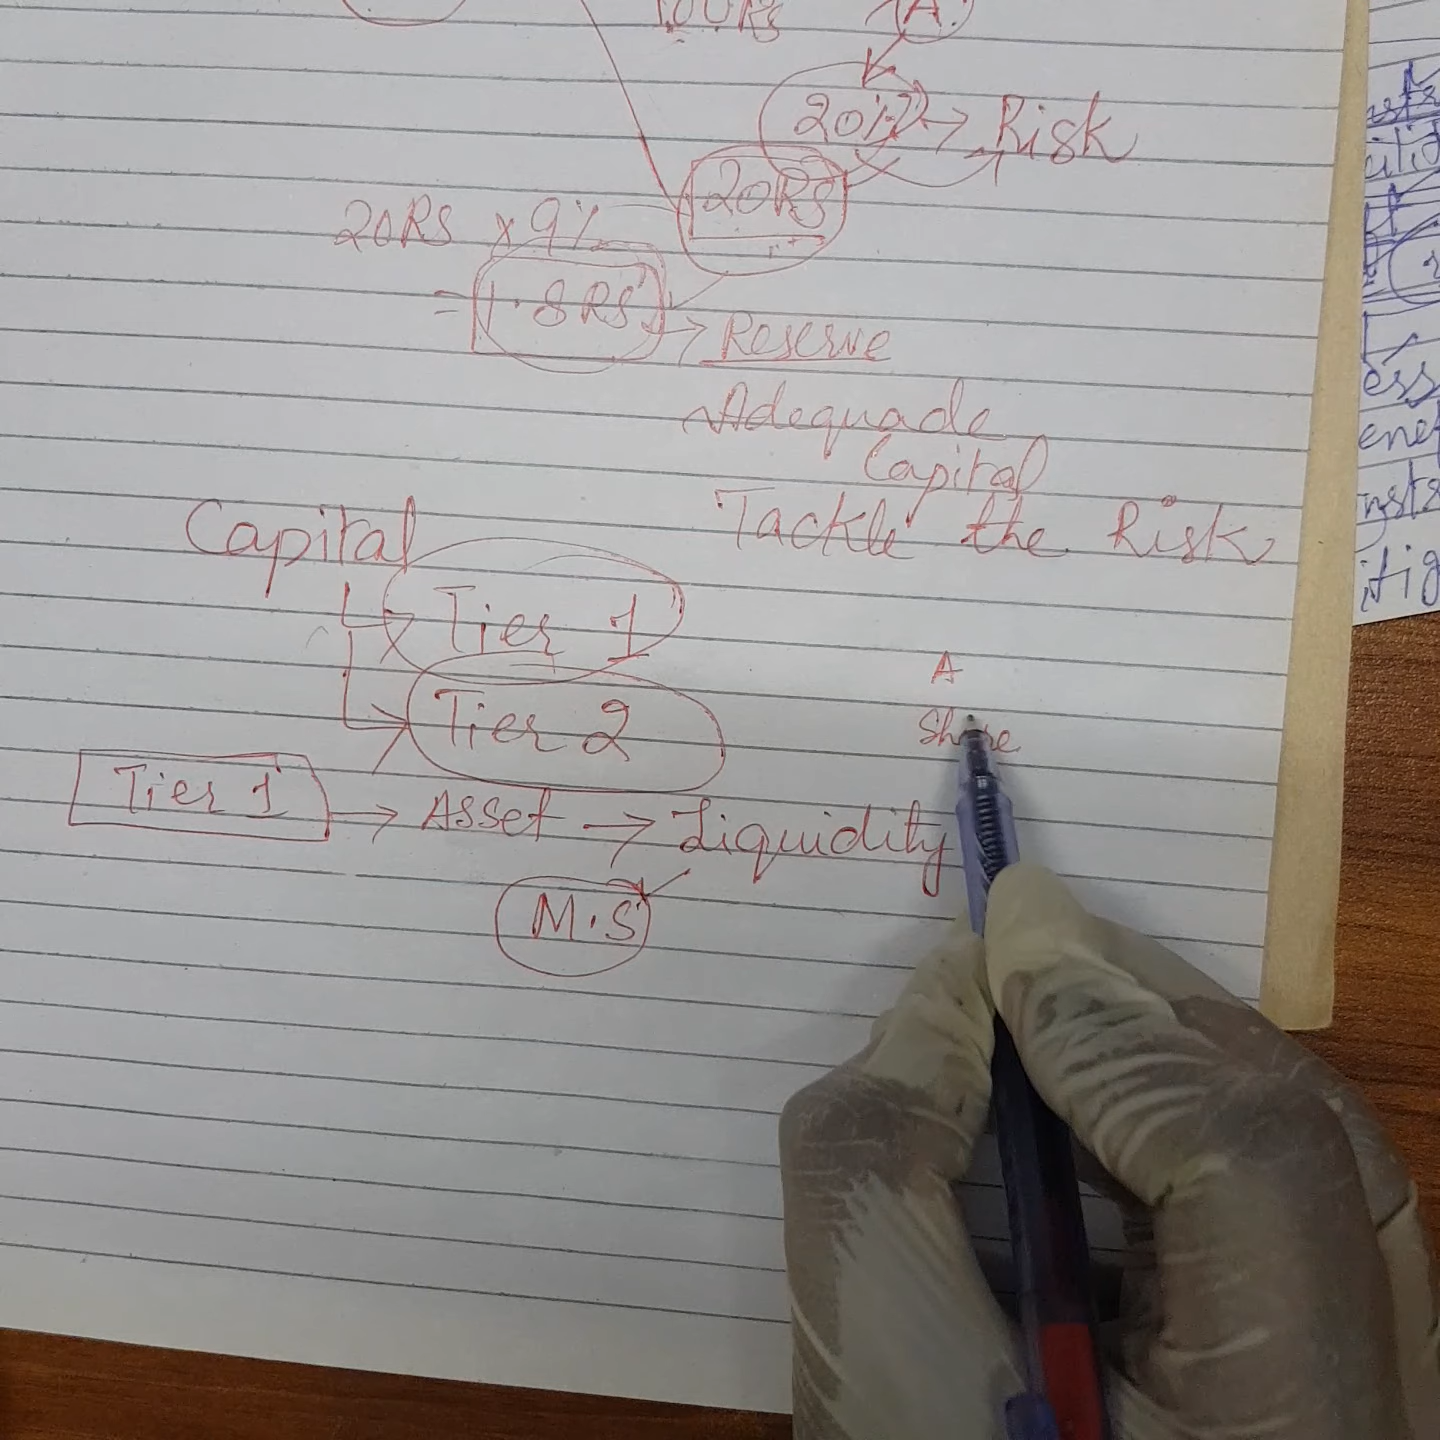 100Rs A
20% → Risk
20Rs
20Rs x 9%
= 1.8Rs → Reserve
Adequade
Capital
Tackle the Risk
Capital
Tier 1
Tier 2
A
Share
Tier 1 → Asset → Liquidity
M.S